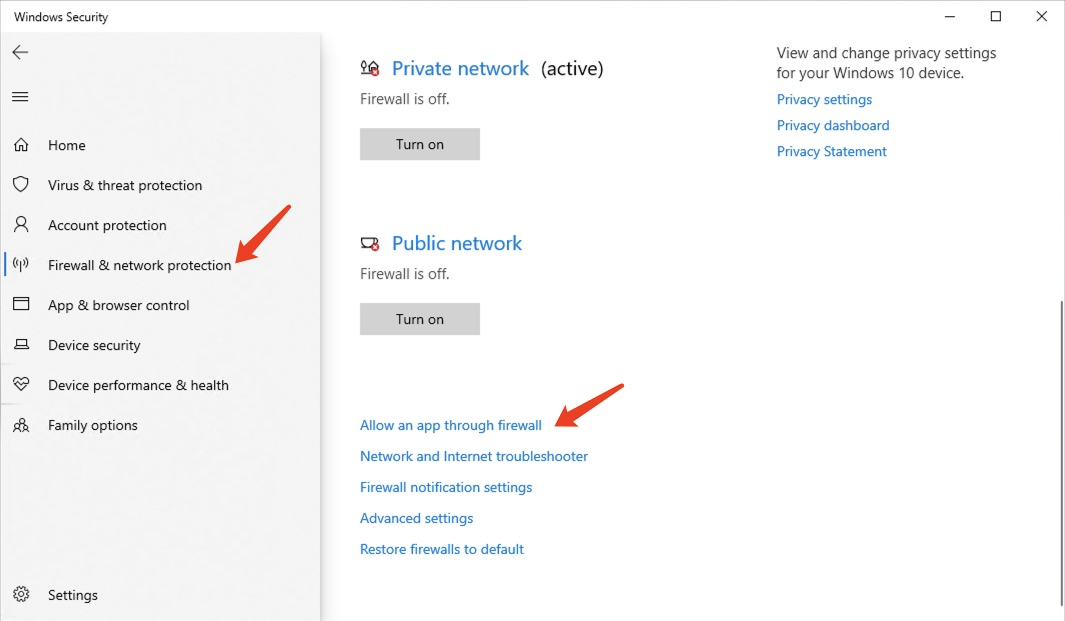 Windows Security
Home
Virus & threat protection
Account protection
Firewall & network protection
App & browser control
Device security
Device performance & health
Family options
Settings
Private network (active)
Firewall is off.
Turn on
Public network
Firewall is off.
Turn on
Allow an app through firewall
Network and Internet troubleshooter
Firewall notification settings
Advanced settings
Restore firewalls to default
View and change privacy settings
for your Windows 10 device.
Privacy settings
Privacy dashboard
Privacy Statement